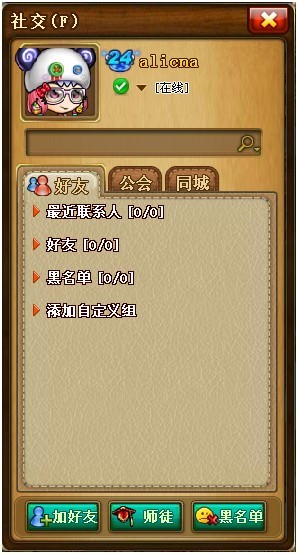 社交(F)
24 alicna
[在线]
好友 公会 同城
最近联系人 [0/0]
好友 [0/0]
黑名单 [0/0]
添加自定义组
加好友 师徒 黑名单